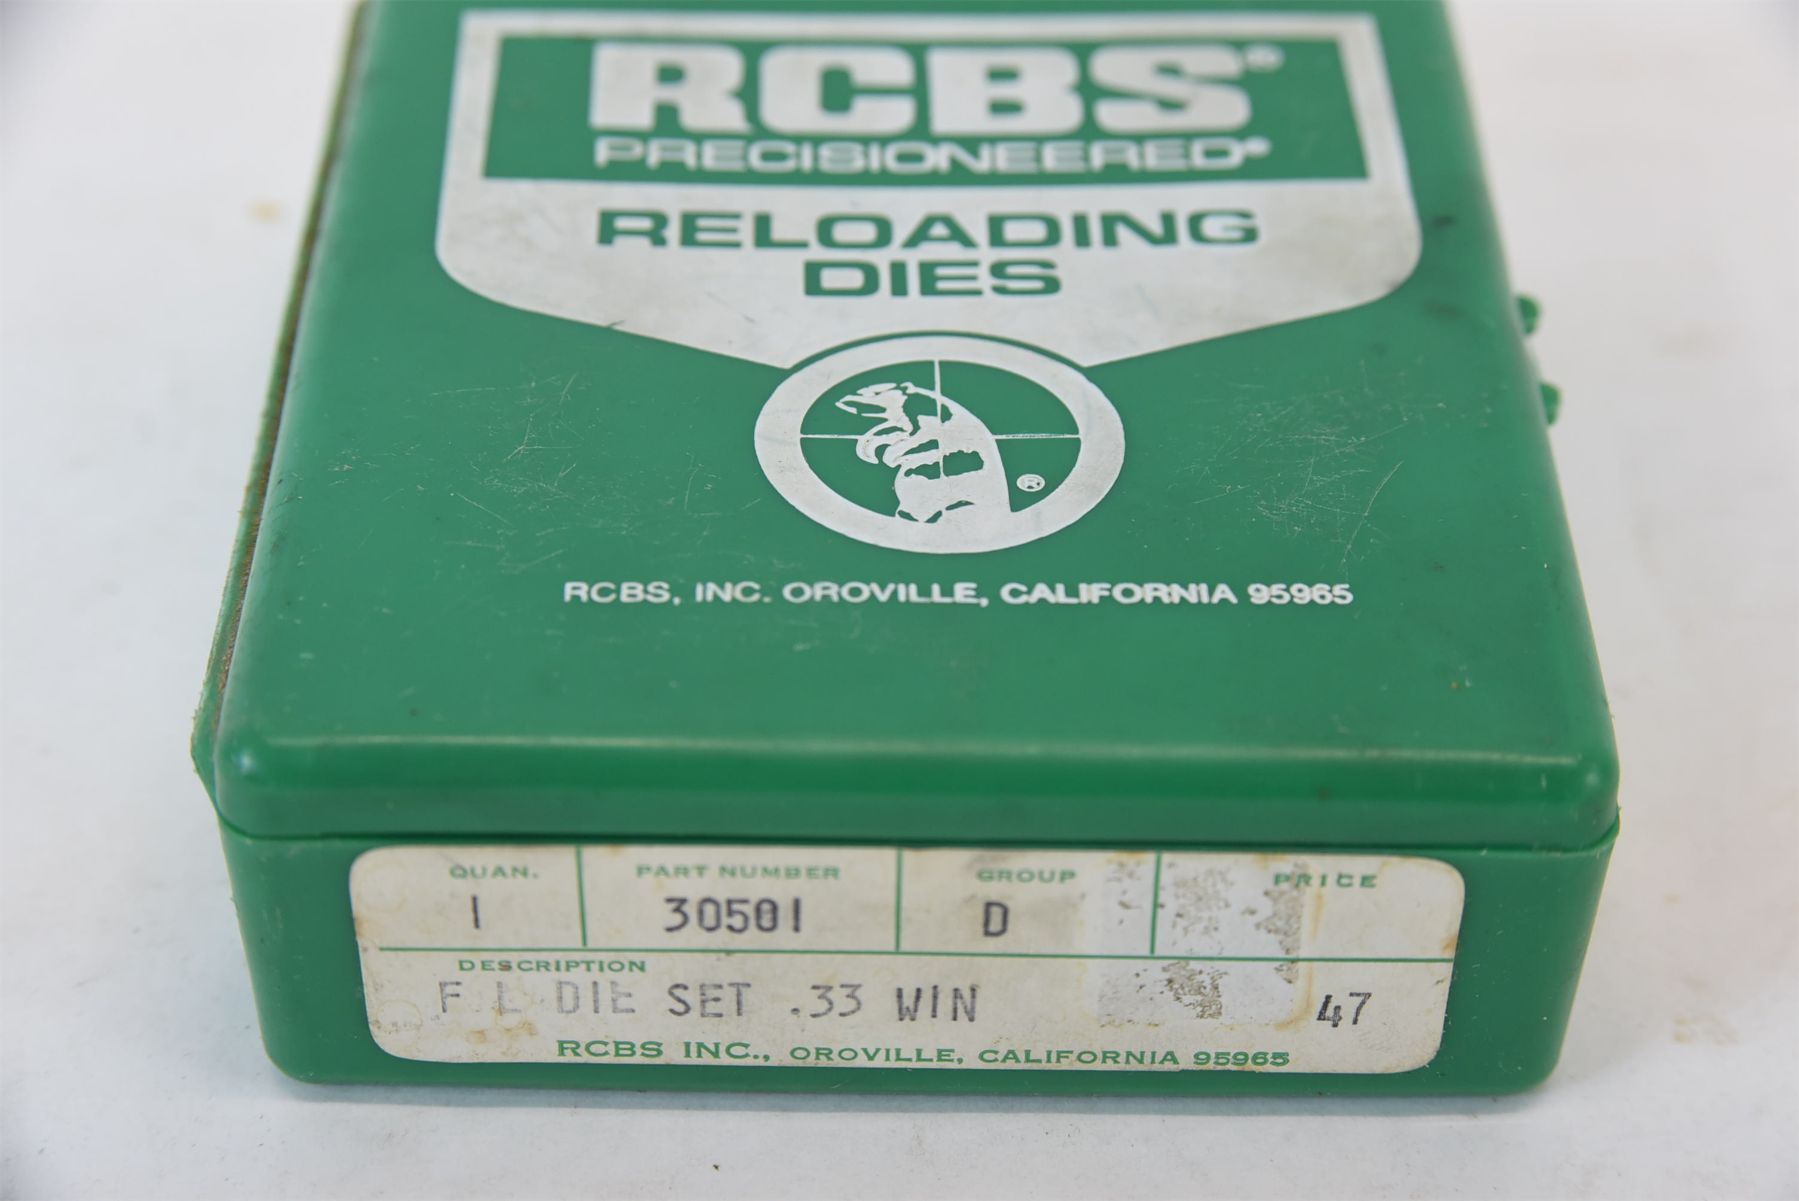 RCBS®
PRECISIONEERED®
RELOADING
DIES
®
RCBS, INC. OROVILLE, CALIFORNIA 95965
QUAN. PART NUMBER GROUP PRICE
1 30501 D
DESCRIPTION
F L DIE SET .33 WIN 47
RCBS INC., OROVILLE, CALIFORNIA 95965